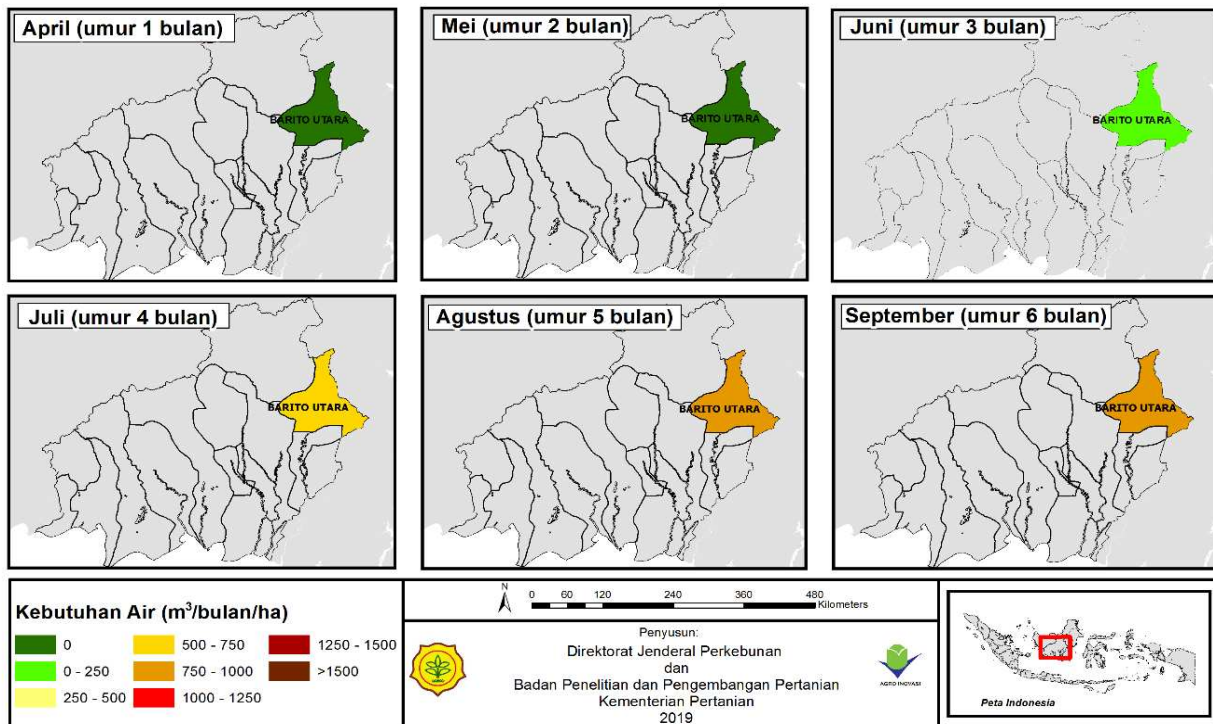 April (umur 1 bulan)
BARITO UTARA
Mei (umur 2 bulan)
BARITO UTARA
Juni (umur 3 bulan)
BARITO UTARA
Juli (umur 4 bulan)
BARITO UTARA
Agustus (umur 5 bulan)
BARITO UTARA
September (umur 6 bulan)
BARITO UTARA
Kebutuhan Air (m³/bulan/ha)
0
0 - 250
250 - 500
500 - 750
750 - 1000
1000 - 1250
1250 - 1500
>1500
N
0 60 120 240 360 480
Kilometers
Penyusun:
Direktorat Jenderal Perkebunan
dan
Badan Penelitian dan Pengembangan Pertanian
Kementerian Pertanian
2019
AGRO INOVASI
Peta Indonesia